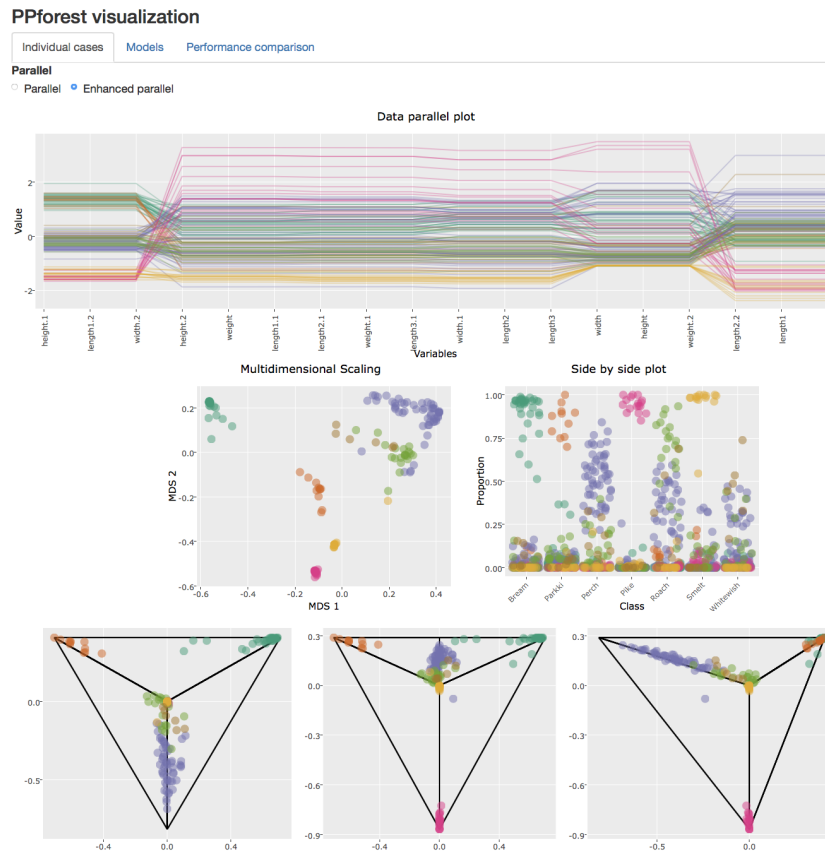 PPforest visualization
Individual cases Models Performance comparison
Parallel
Parallel Enhanced parallel
Data parallel plot
Value
2
0
-2
height.1 length1.2 width.2 height.2 weight length1.1 length2.1 weight.1 length3.1 width.1 length2 length3 width height weight.2 length2.2 length1
Variables
Multidimensional Scaling
MDS 2
0.2
0.0
-0.2
-0.4
-0.6
-0.6 -0.4 -0.2 0.0 0.2 0.4
MDS 1
Side by side plot
Proportion
1.00
0.75
0.50
0.25
0.00
Bream Parkki Perch Pike Roach Smelt Whitewish
Class
0.0
-0.5
-0.4 0.0 0.4
0.3
0.0
-0.3
-0.6
-0.9
-0.4 0.0 0.4
0.3
0.0
-0.3
-0.6
-0.9
-0.5 0.0